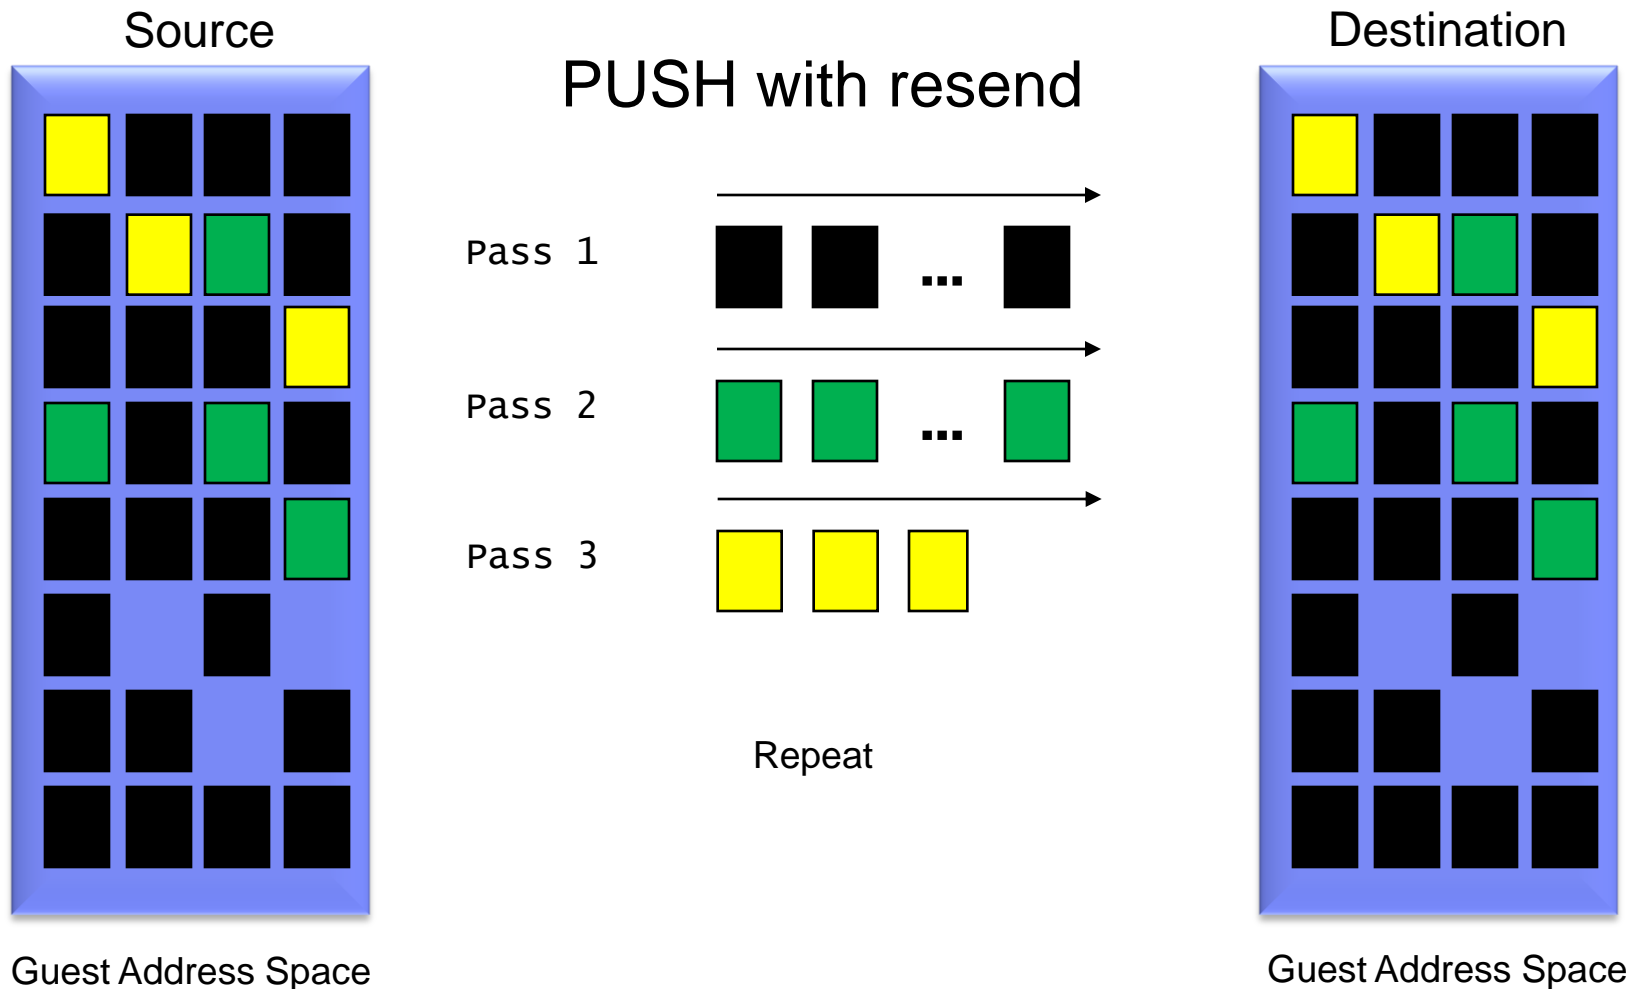 Source
Destination
PUSH with resend
Pass 1
...
Pass 2
...
Pass 3
Repeat
Guest Address Space
Guest Address Space